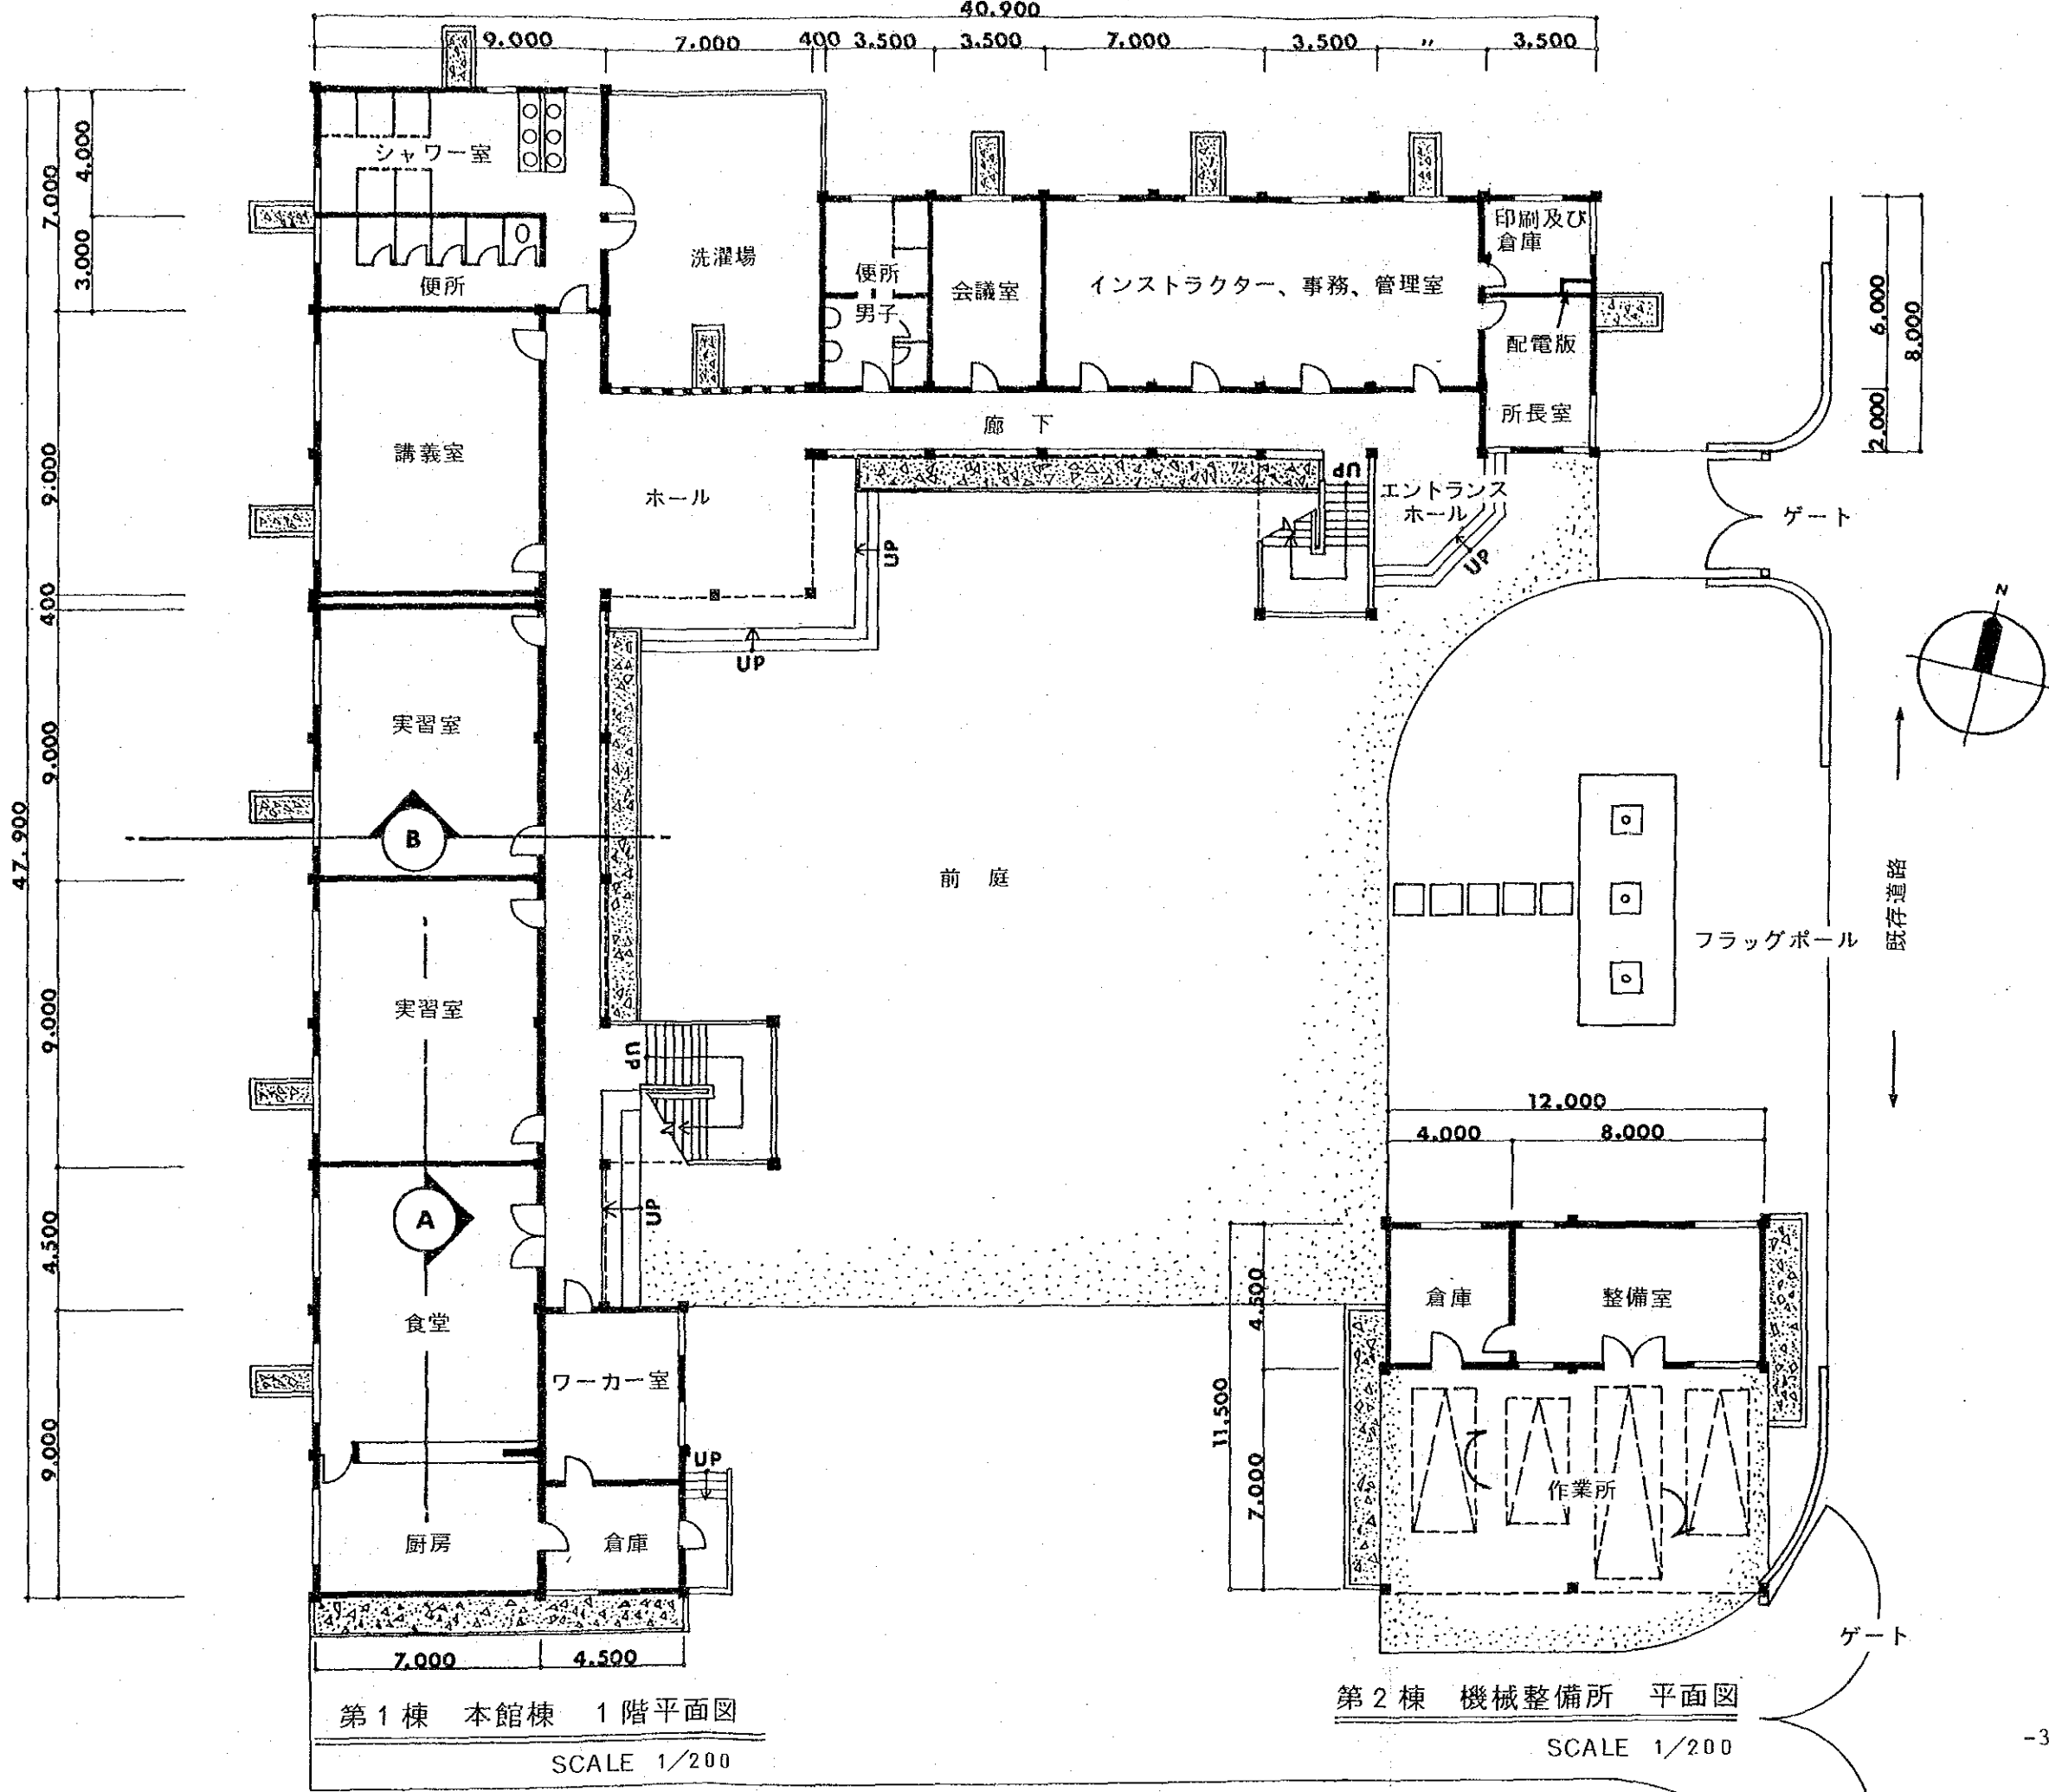 40.900
9.000 7.000 400 3.500 3.500 7.000 3.500 〃 3.500
4.000
7.000
3.000
シャワー室
便所
洗濯場
便所
男子
会議室
インストラクター、事務、管理室
印刷及び
倉庫
配電版
所長室
6.000
8.000
2.000
廊 下
講義室
ホール
UP
UP
UP
エントランス
ホール
UP
ゲート
9.000
400
N
実習室
9.000
B
47.900
前 庭
フラッグポール
既存道路
実習室
9.000
UP
UP
A
食堂
4.500
ワーカー室
UP
9.000
厨房
倉庫
7.000 4.500
12.000
4.000 8.000
4.500
11.500
7.000
倉庫
整備室
作業所
ゲート
第1棟 本館棟 1階平面図
SCALE 1/200
第2棟 機械整備所 平面図
SCALE 1/200
-3